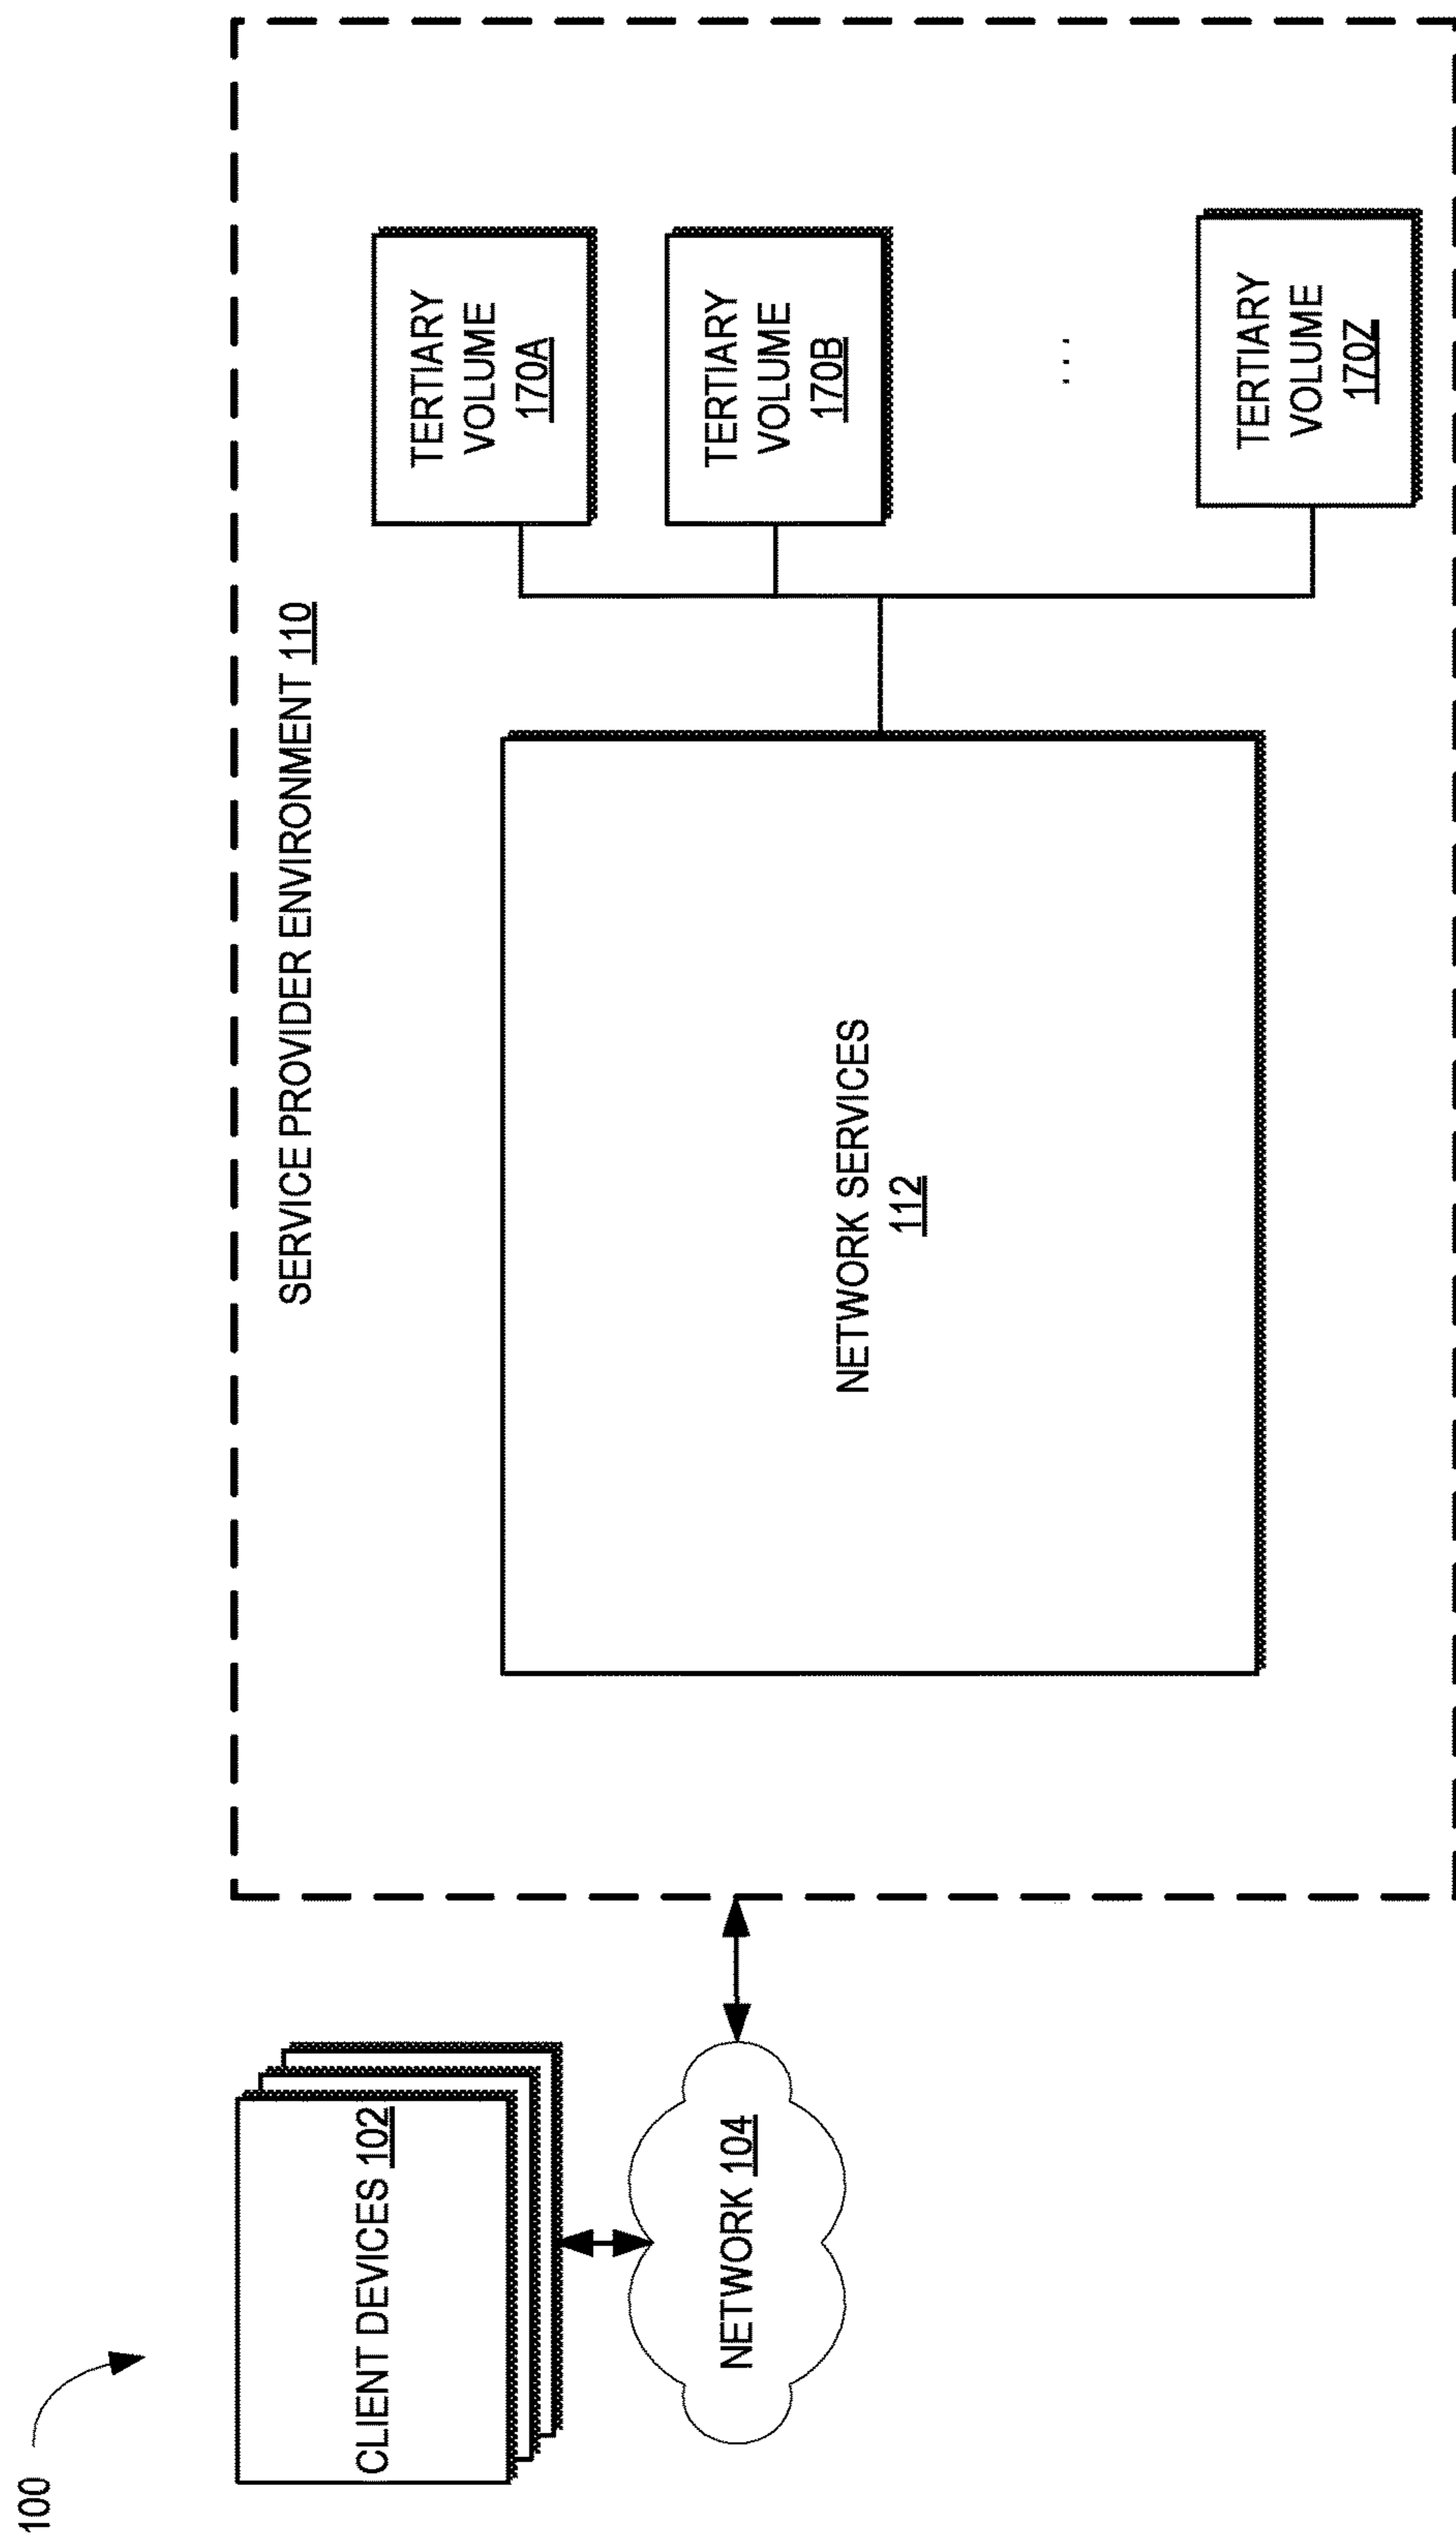 100
CLIENT DEVICES 102
NETWORK 104
SERVICE PROVIDER ENVIRONMENT 110
NETWORK SERVICES
112
TERTIARY
VOLUME
170A
TERTIARY
VOLUME
170B
...
TERTIARY
VOLUME
170Z